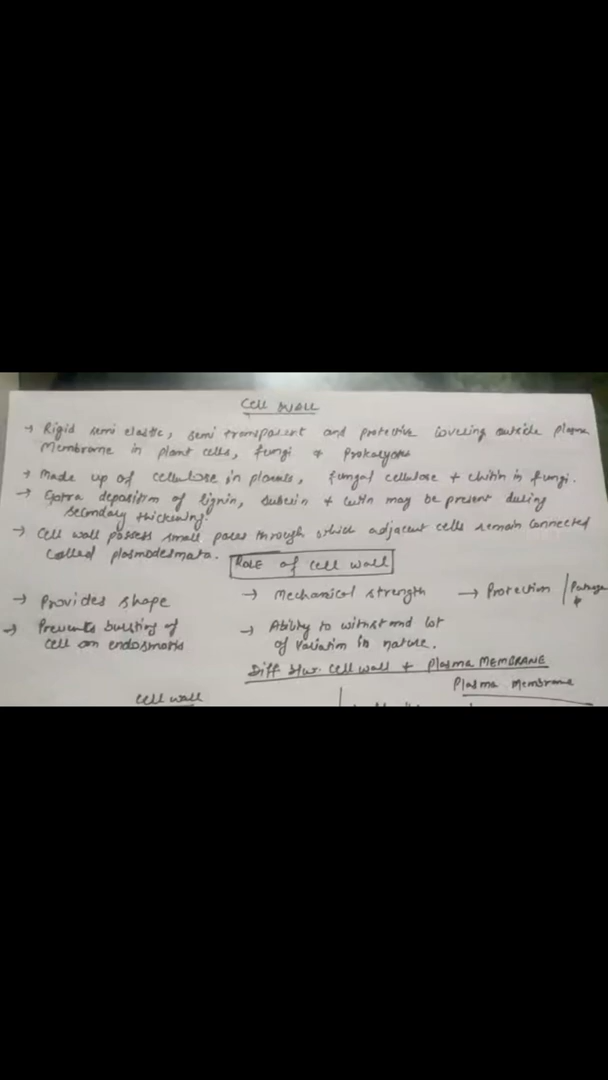 Cell WALL
→ Rigid semi elastic, semi transparent and protective covering outside plasma
Membrane in plant cells, fungi & Prokaryotes
→ Made up of cellulose in plants, fungal cellulose + chitin in fungi.
→ Extra deposition of lignin, suberin + cutin may be present during
secondary thickening.
→ Cell wall possess small pores through which adjacent cells remain connected
called plasmodesmata.
ROLE of cell wall
→ Provides shape → Mechanical strength → Protection
→ Prevents bursting of → Ability to withstand lot
cell on endosmosis of variation in nature.
Diff btw. Cell wall + Plasma MEMBRANE
Cell wall Plasma Membrane